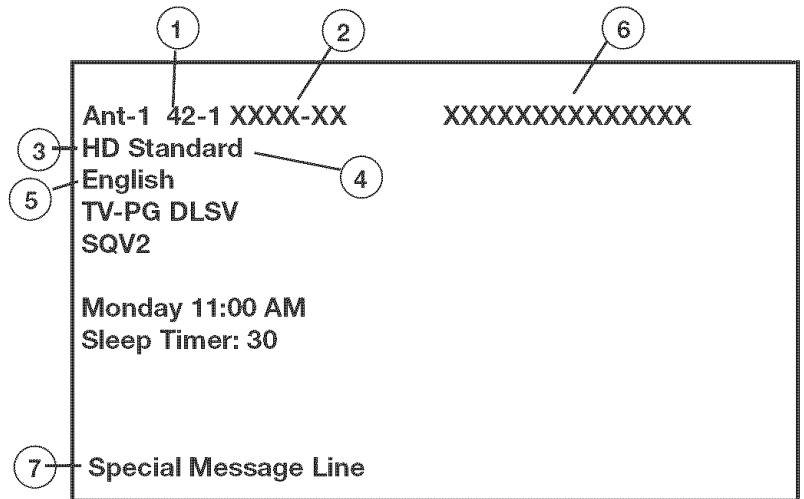 1 2 6
Ant-1 42-1 XXXX-XX XXXXXXXXXXXXXX
3 HD Standard 4
5 English
TV-PG DLSV
SQV2
Monday 11:00 AM
Sleep Timer: 30
7 Special Message Line